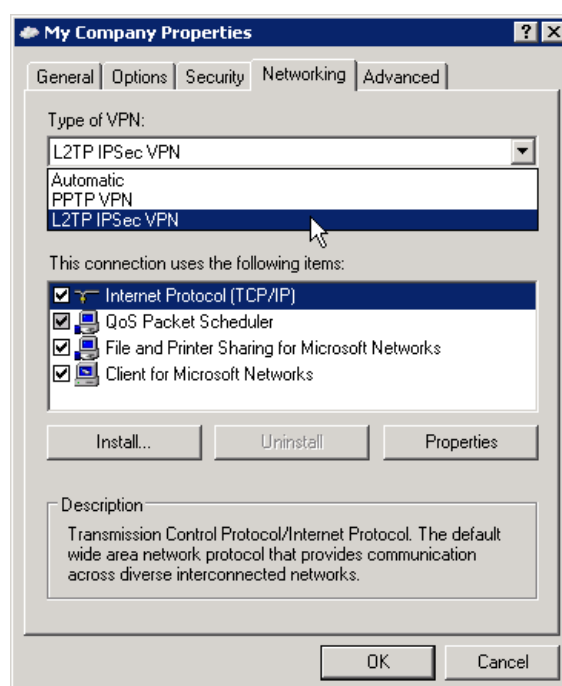 My Company Properties
General Options Security Networking Advanced
Type of VPN:
L2TP IPSec VPN
Automatic
PPTP VPN
L2TP IPSec VPN
This connection uses the following items:
Internet Protocol (TCP/IP)
QoS Packet Scheduler
File and Printer Sharing for Microsoft Networks
Client for Microsoft Networks
Install... Uninstall Properties
Description
Transmission Control Protocol/Internet Protocol. The default
wide area network protocol that provides communication
across diverse interconnected networks.
OK Cancel